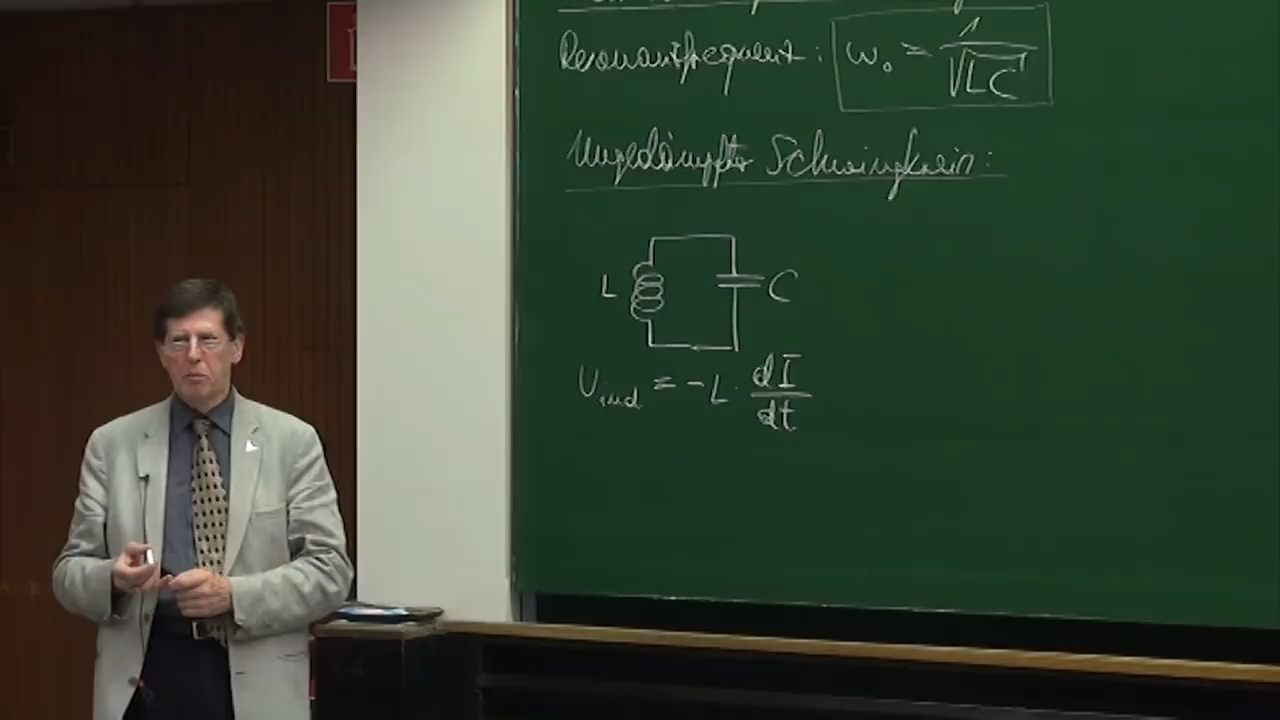 Resonanzfrequenz: ω₀ = 1/√LC
Ungedämpfter Schwingkreis:
L C
U_ind = -L · dI/dt